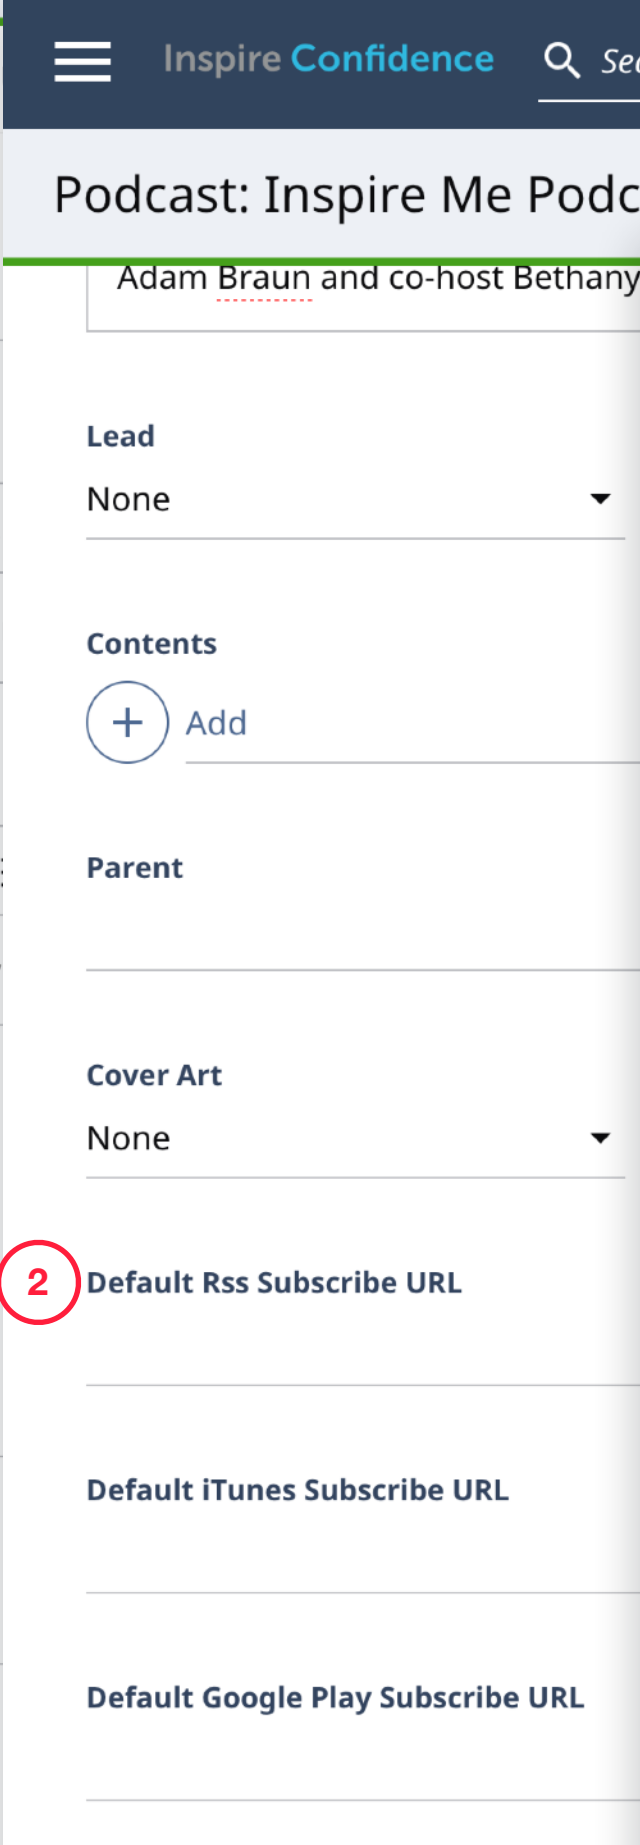 Inspire Confidence
Podcast: Inspire Me
Adam Braun and co-host Bethany
Lead
None
Contents
Add
Parent
Cover Art
None
2
Default Rss Subscribe URL
Default iTunes Subscribe URL
Default Google Play Subscribe URL